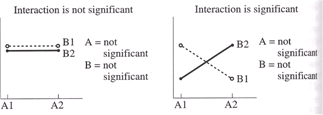 Interaction is not significant
B1
B2
A = not
significant
B = not
significant
A1
A2
Interaction is significant
B2
B1
A = not
significant
B = not
significant
A1
A2